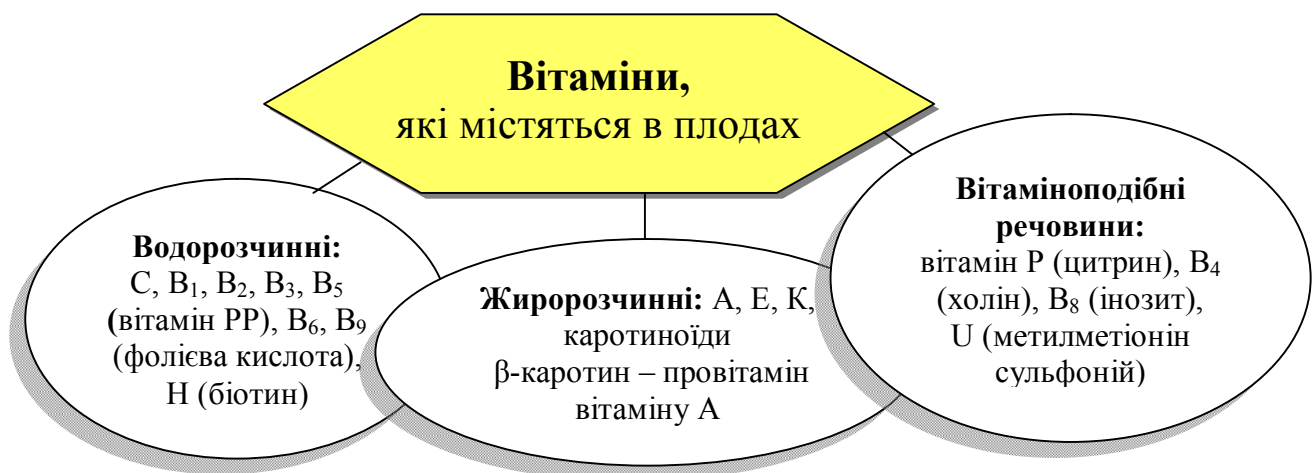 Вітаміни,
які містяться в плодах
Водорозчинні:
С, В₁, В₂, В₃, В₅
(вітамін РР), В₆, В₉
(фолієва кислота),
Н (біотин)
Жиророзчинні: А, Е, К,
каротиноїди
β-каротин – провітамін
вітаміну А
Вітаміноподібні
речовини:
вітамін Р (цитрин), В₄
(холін), В₈ (інозит),
U (метилметіонін
сульфоній)